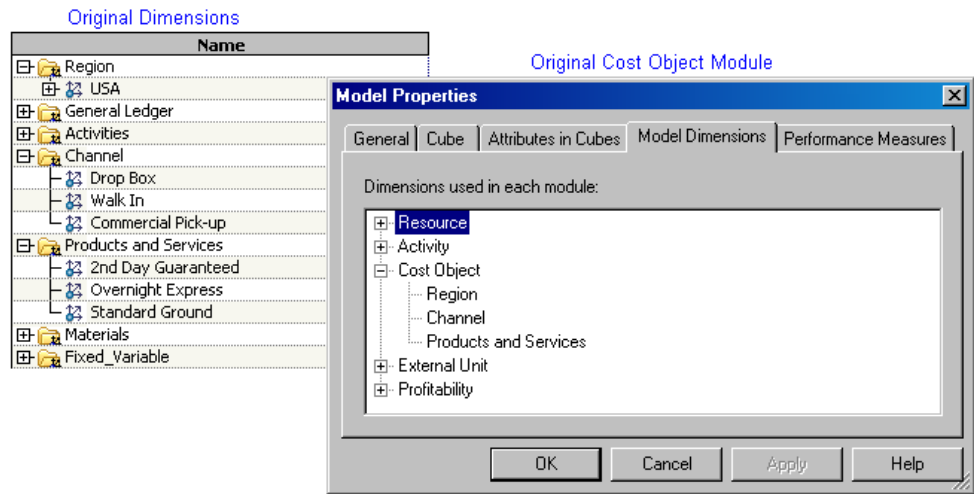 Original Dimensions
Name
Region
USA
General Ledger
Activities
Channel
Drop Box
Walk In
Commercial Pick-up
Products and Services
2nd Day Guaranteed
Overnight Express
Standard Ground
Materials
Fixed_Variable
Original Cost Object Module
Model Properties
General Cube Attributes in Cubes Model Dimensions Performance Measures
Dimensions used in each module:
Resource
Activity
Cost Object
Region
Channel
Products and Services
External Unit
Profitability
OK Cancel Apply Help